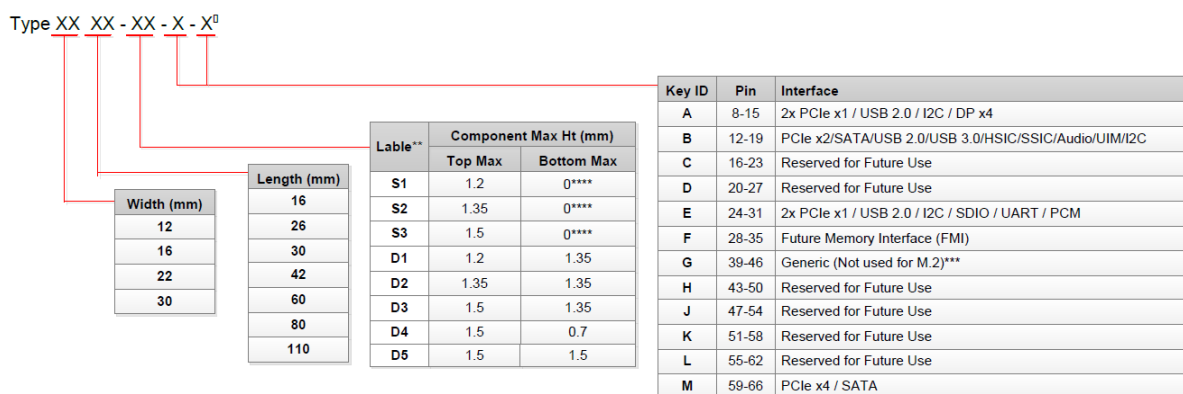 Type XX XX - XX - X - X▯
Key ID Pin Interface
A 8-15 2x PCIe x1 / USB 2.0 / I2C / DP x4
B 12-19 PCIe x2/SATA/USB 2.0/USB 3.0/HSIC/SSIC/Audio/UIM/I2C
C 16-23 Reserved for Future Use
D 20-27 Reserved for Future Use
E 24-31 2x PCIe x1 / USB 2.0 / I2C / SDIO / UART / PCM
F 28-35 Future Memory Interface (FMI)
G 39-46 Generic (Not used for M.2)***
H 43-50 Reserved for Future Use
J 47-54 Reserved for Future Use
K 51-58 Reserved for Future Use
L 55-62 Reserved for Future Use
M 59-66 PCIe x4 / SATA
Lable** Component Max Ht (mm)
Top Max Bottom Max
S1 1.2 0****
S2 1.35 0****
S3 1.5 0****
D1 1.2 1.35
D2 1.35 1.35
D3 1.5 1.35
D4 1.5 0.7
D5 1.5 1.5
Length (mm)
16
26
30
42
60
80
110
Width (mm)
12
16
22
30